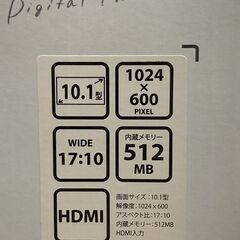 Digital
10.1型
1024
×
600
PIXEL
WIDE
17:10
内蔵メモリー
512
MB
HDMI
画面サイズ：10.1型
解像度：1024 x 600
アスペクト比：17:10
内蔵メモリー：512MB
HDMI入力